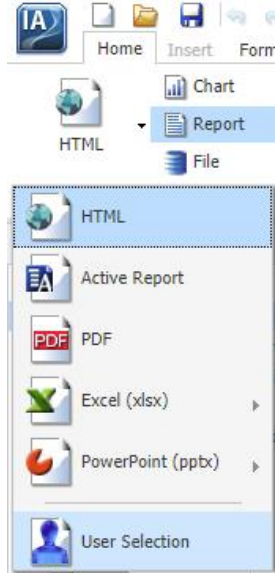 IA
Home Insert Form
Chart
HTML Report
File
HTML
Active Report
PDF PDF
Excel (xlsx)
PowerPoint (pptx)
User Selection